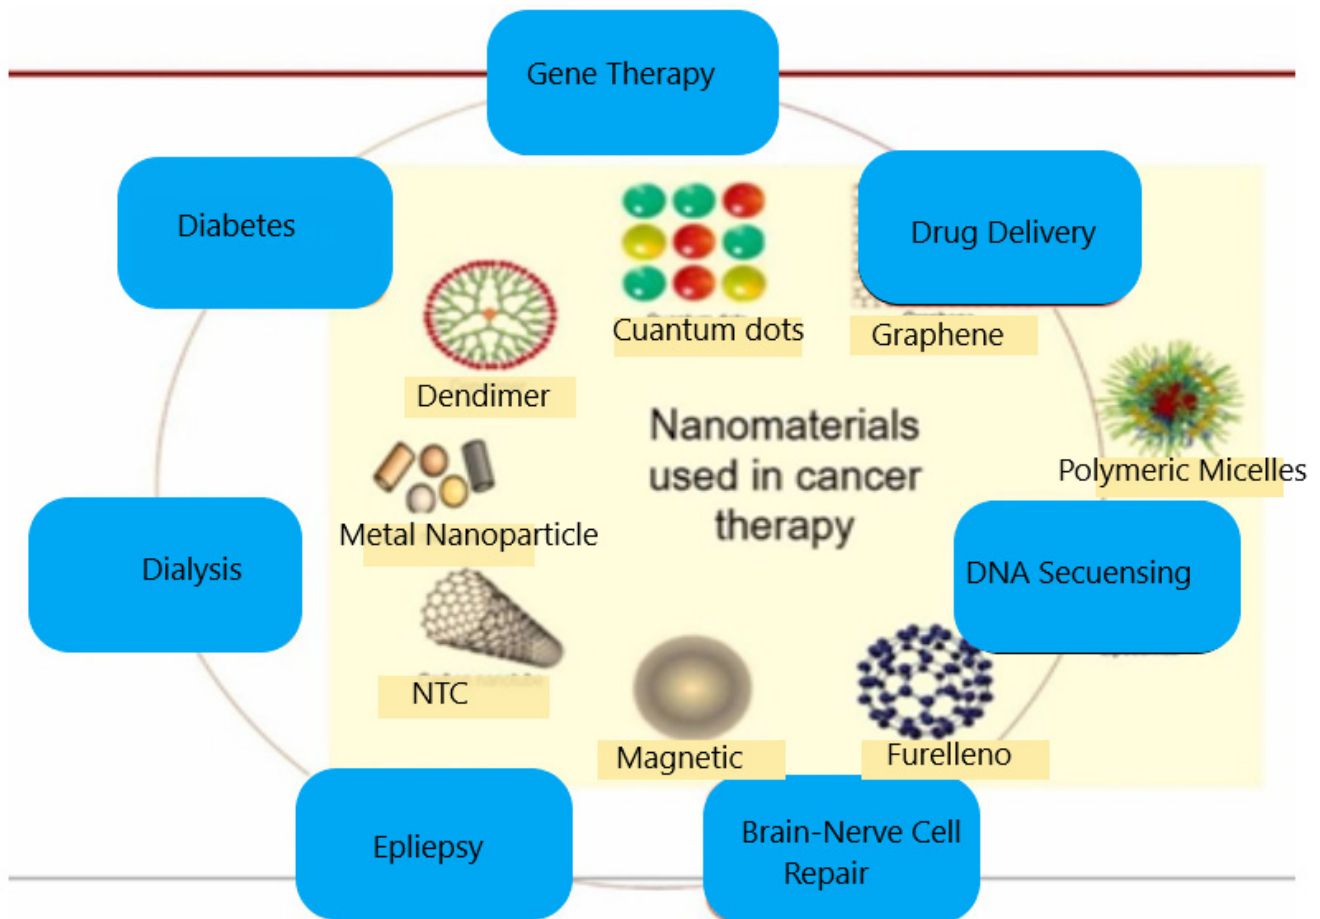 Gene Therapy
Diabetes
Drug Delivery
Cuantum dots
Graphene
Dendimer
Nanomaterials
used in cancer
therapy
Polymeric Micelles
Metal Nanoparticle
Dialysis
DNA Secuensing
NTC
Magnetic
Furelleno
Epliepsy
Brain-Nerve Cell
Repair